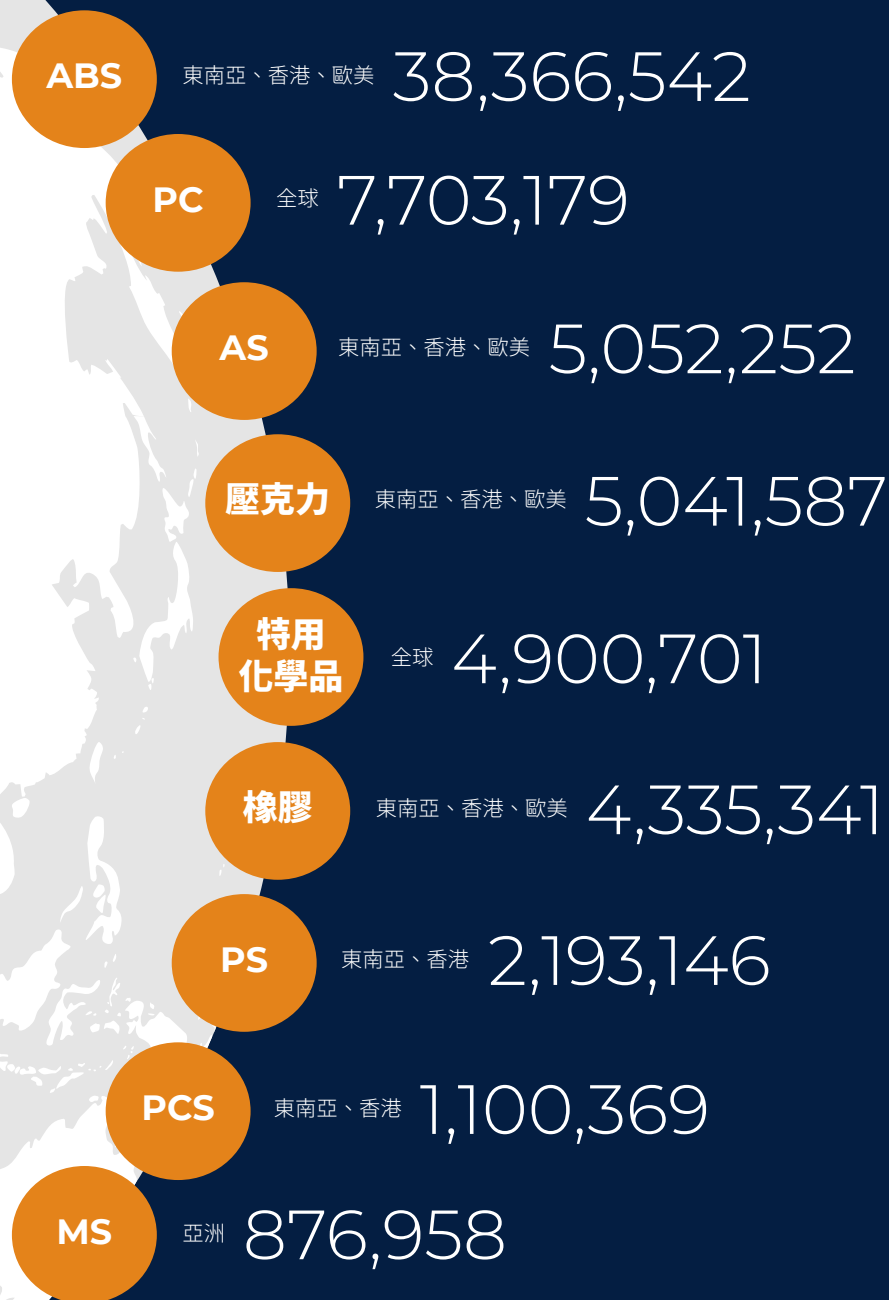 ABS 東南亞、香港、歐美 38,366,542
PC 全球 7,703,179
AS 東南亞、香港、歐美 5,052,252
壓克力 東南亞、香港、歐美 5,041,587
特用
化學品 全球 4,900,701
橡膠 東南亞、香港、歐美 4,335,341
PS 東南亞、香港 2,193,146
PCS 東南亞、香港 1,100,369
MS 亞洲 876,958